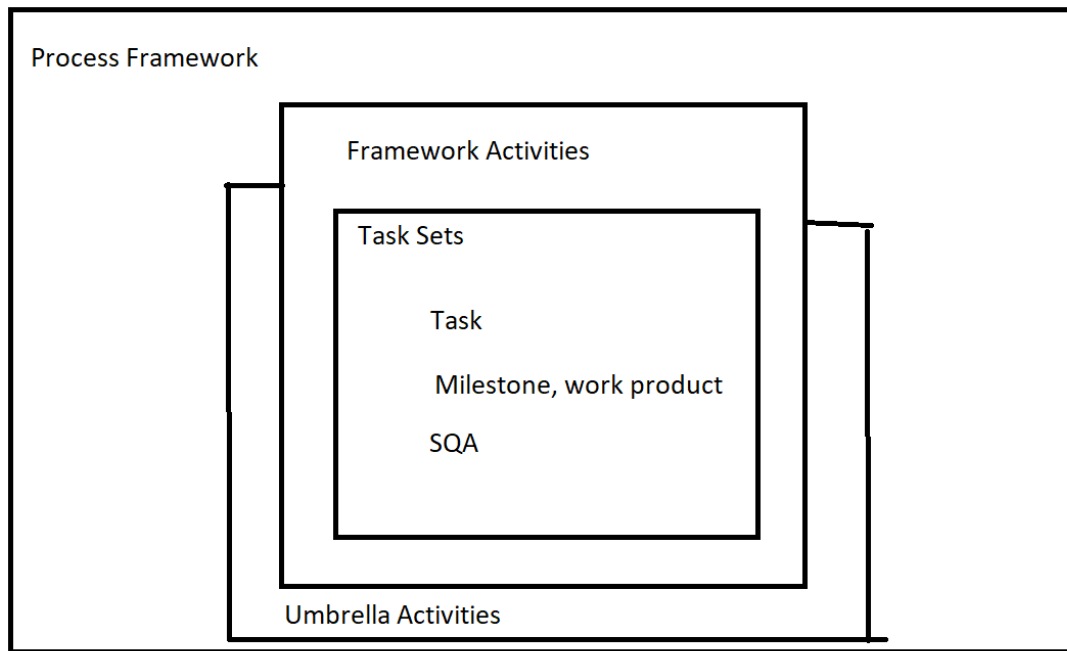 Process Framework
Framework Activities
Task Sets
Task
Milestone, work product
SQA
Umbrella Activities